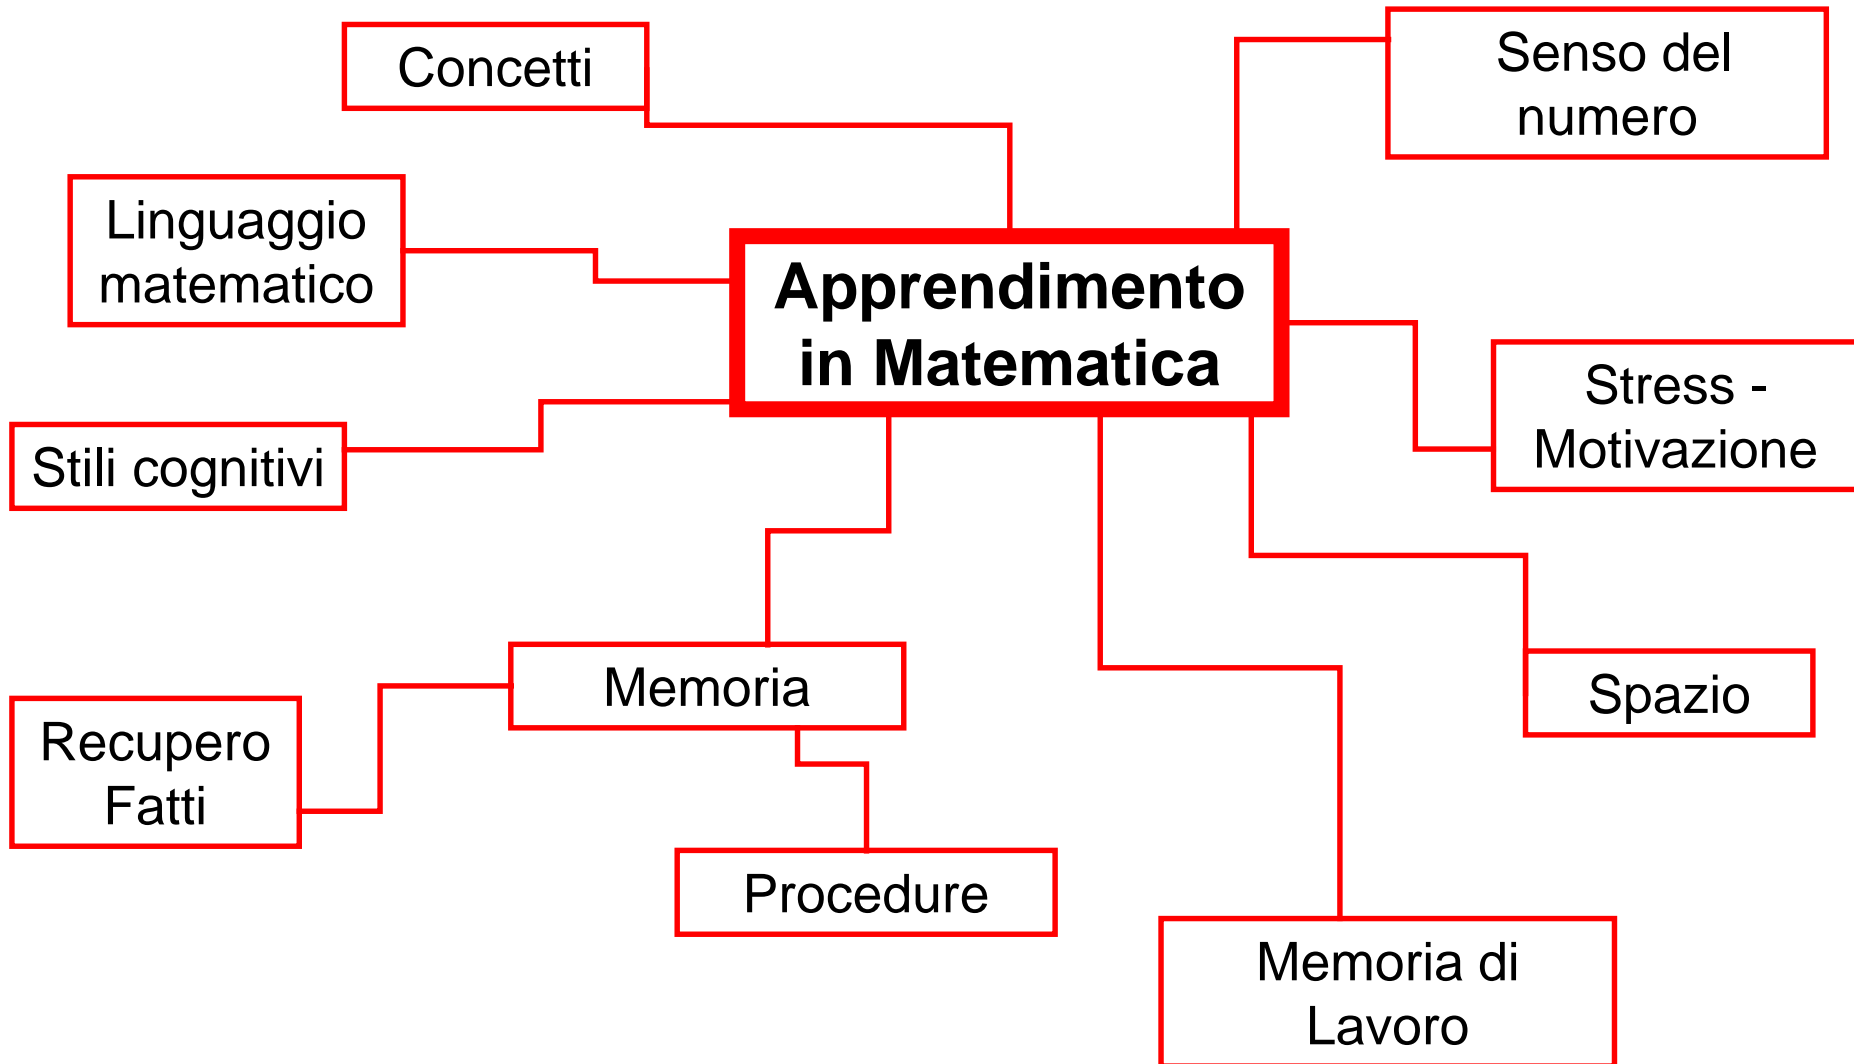 Concetti
Senso del
numero
Linguaggio
matematico
Apprendimento
in Matematica
Stress -
Motivazione
Stili cognitivi
Memoria
Spazio
Recupero
Fatti
Procedure
Memoria di
Lavoro